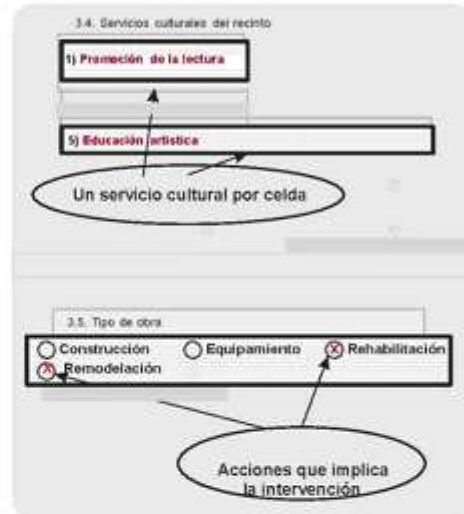 3.4. Servicios culturales del recinto
1) Promoción de la lectura
5) Educación artística
Un servicio cultural por celda
3.5. Tipo de obra
Construcción Equipamiento X Rehabilitación
X Remodelación
Acciones que implica
la intervención